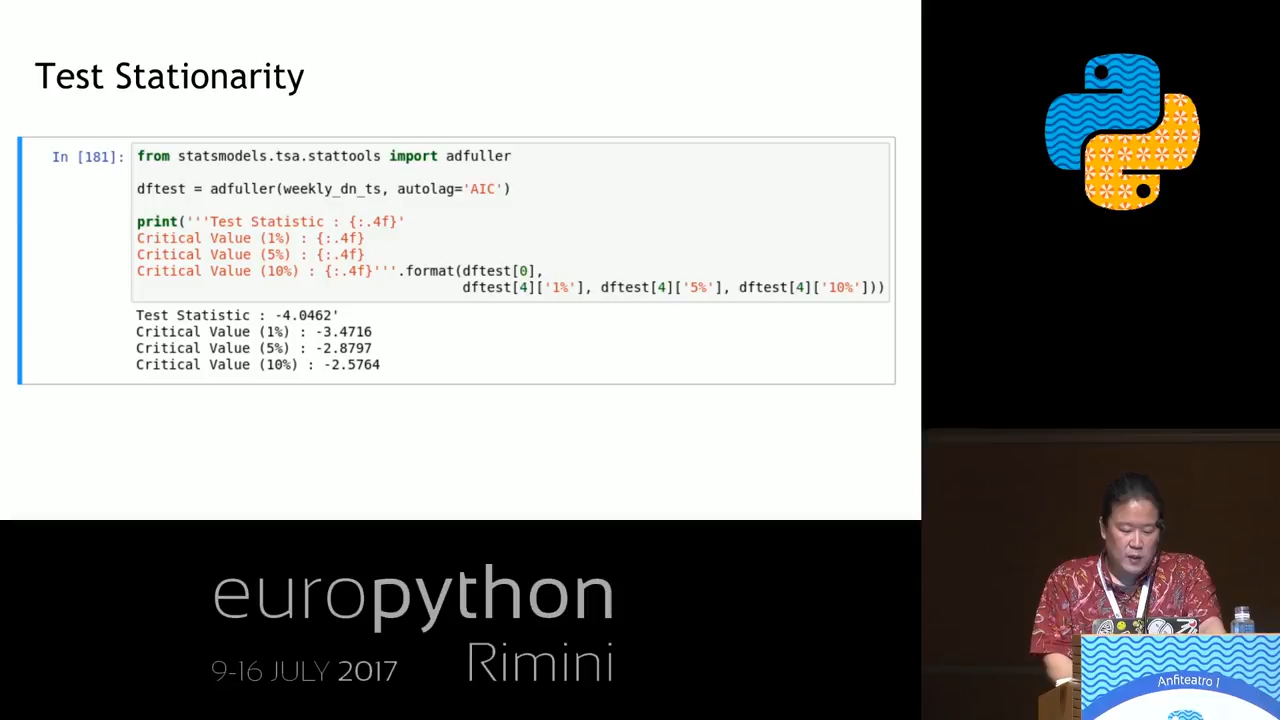 Test Stationarity
In [181]:
from statsmodels.tsa.stattools import adfuller
dftest = adfuller(weekly_dn_ts, autolag='AIC')
print('''Test Statistic : {:.4f}'
Critical Value (1%) : {:.4f}
Critical Value (5%) : {:.4f}
Critical Value (10%) : {:.4f}'''.format(dftest[0],
dftest[4]['1%'], dftest[4]['5%'], dftest[4]['10%']))
Test Statistic : -4.0462'
Critical Value (1%) : -3.4716
Critical Value (5%) : -2.8797
Critical Value (10%) : -2.5764
europython
9-16 JULY 2017
Rimini
Anfiteatro 1